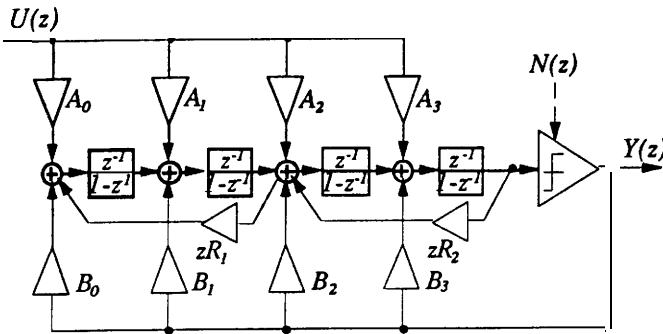 U(z)
N(z)
A₀ A₁ A₂ A₃
Y(z)
z⁻¹ z⁻¹ z⁻¹ z⁻¹
1-z⁻¹ 1-z⁻¹ 1-z⁻¹ 1-z⁻¹
zR₁ zR₂
B₀ B₁ B₂ B₃